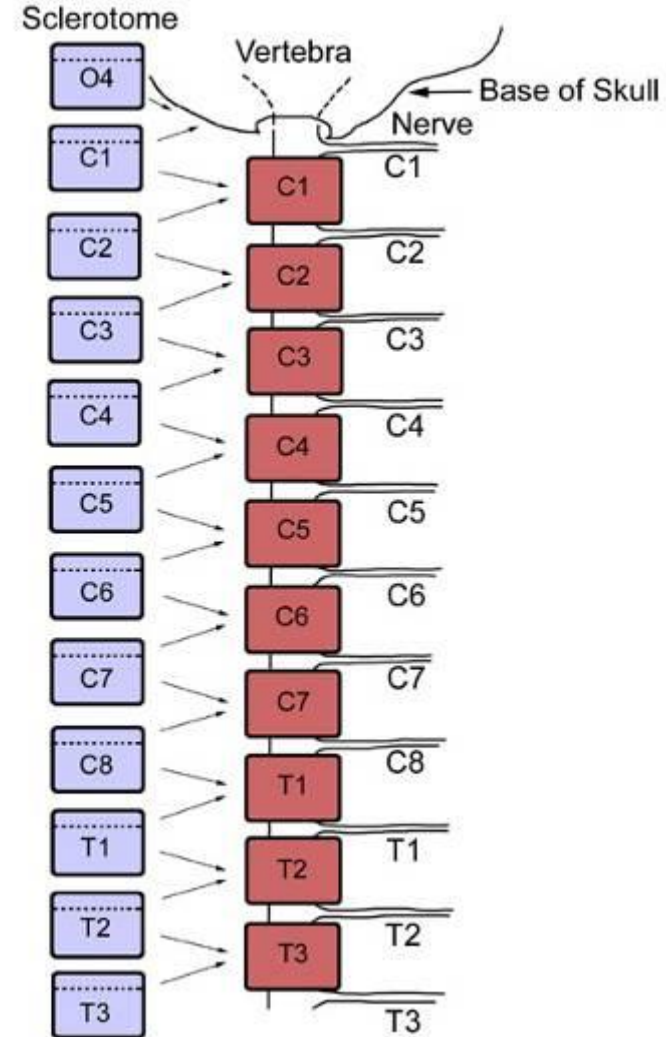 Sclerotome
O4
C1
C2
C3
C4
C5
C6
C7
C8
T1
T2
T3
Vertebra
C1
C2
C3
C4
C5
C6
C7
T1
T2
T3
Base of Skull
Nerve
C1
C2
C3
C4
C5
C6
C7
C8
T1
T2
T3